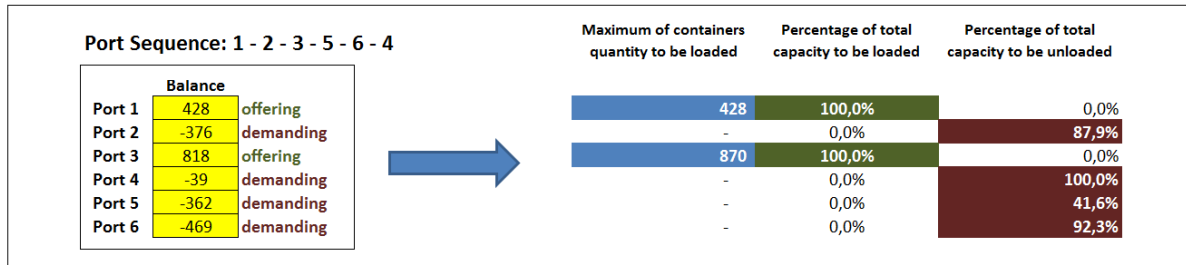 Port Sequence: 1 - 2 - 3 - 5 - 6 - 4
Maximum of containers quantity to be loaded
Percentage of total capacity to be loaded
Percentage of total capacity to be unloaded
Balance
Port 1 428 offering 428 100,0% 0,0%
Port 2 -376 demanding - 0,0% 87,9%
Port 3 818 offering 870 100,0% 0,0%
Port 4 -39 demanding - 0,0% 100,0%
Port 5 -362 demanding - 0,0% 41,6%
Port 6 -469 demanding - 0,0% 92,3%